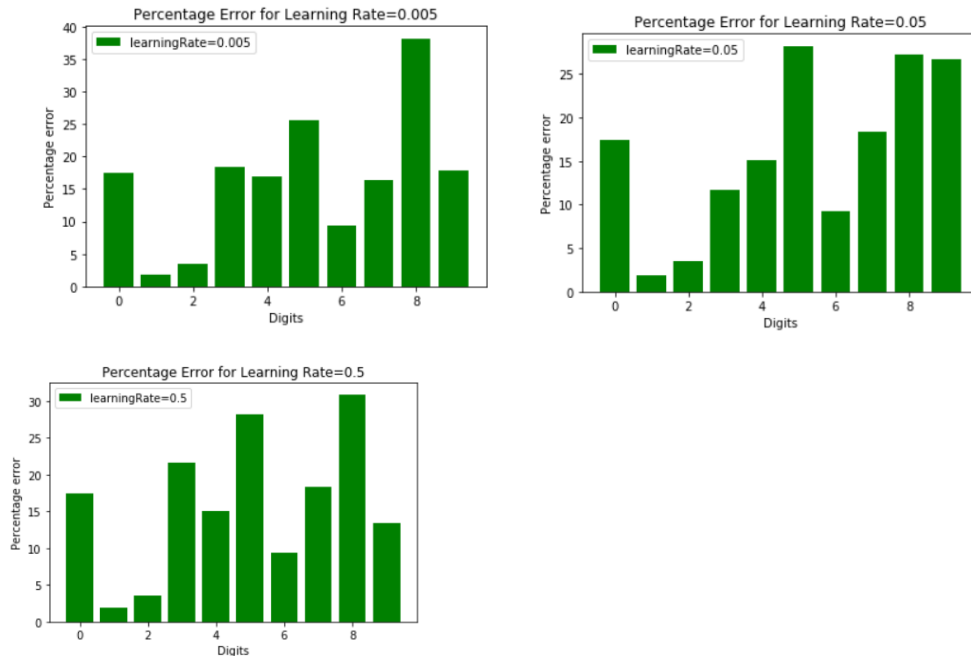 Percentage Error for Learning Rate=0.005
learningRate=0.005
Percentage error
40
35
30
25
20
15
10
5
0
0 2 4 6 8
Digits
Percentage Error for Learning Rate=0.05
learningRate=0.05
Percentage error
25
20
15
10
5
0
0 2 4 6 8
Digits
Percentage Error for Learning Rate=0.5
learningRate=0.5
Percentage error
30
25
20
15
10
5
0
0 2 4 6 8
Digits